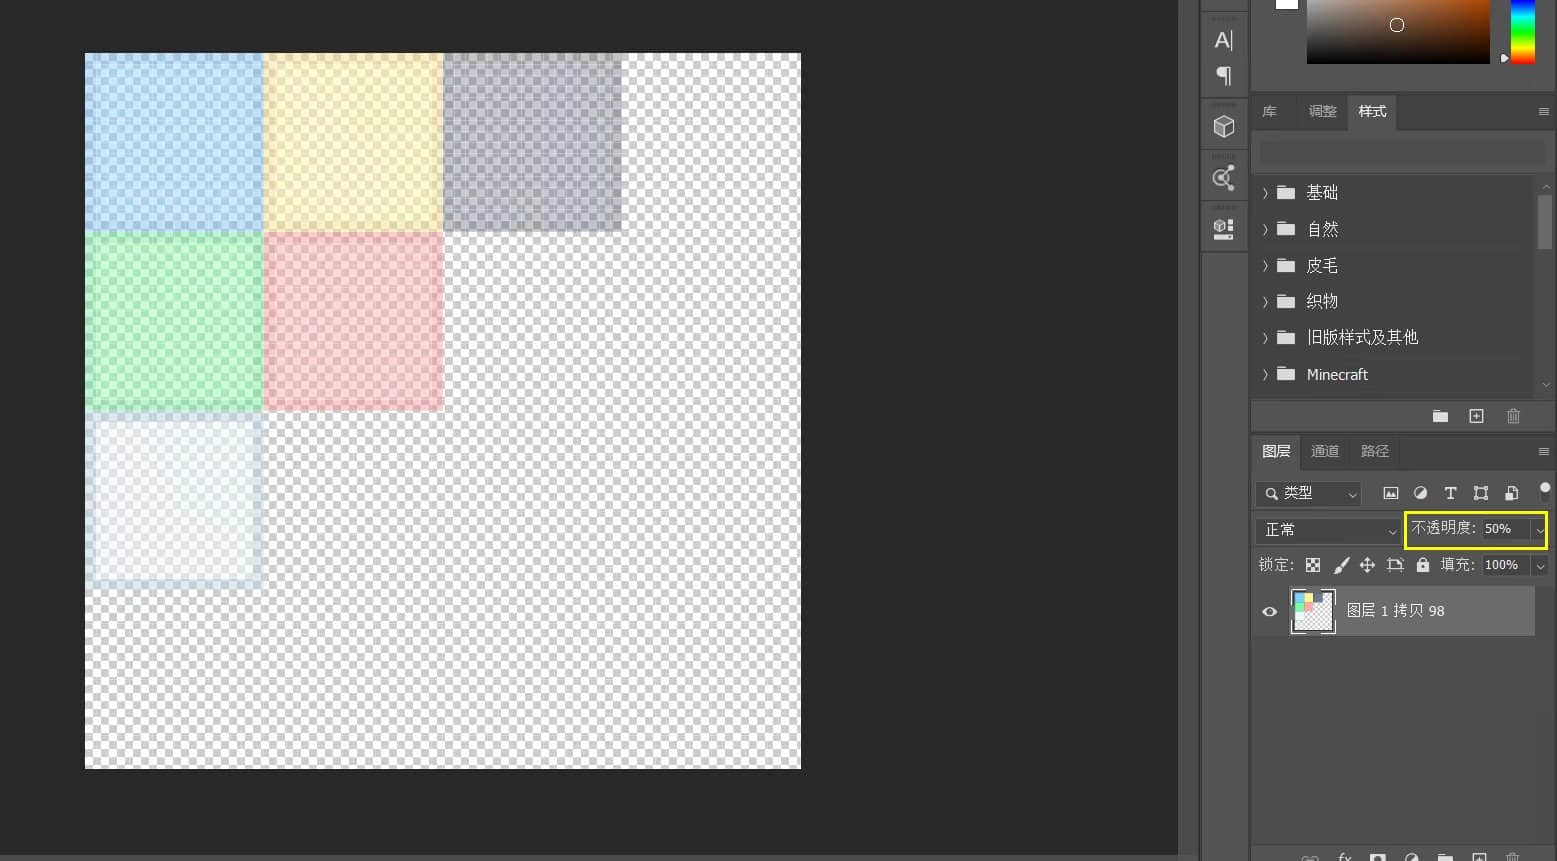 A|
库 调整 样式
基础
自然
皮毛
织物
旧版样式及其他
Minecraft
图层 通道 路径
类型
T
正常 不透明度: 50%
锁定: 填充: 100%
图层 1 拷贝 98
fx